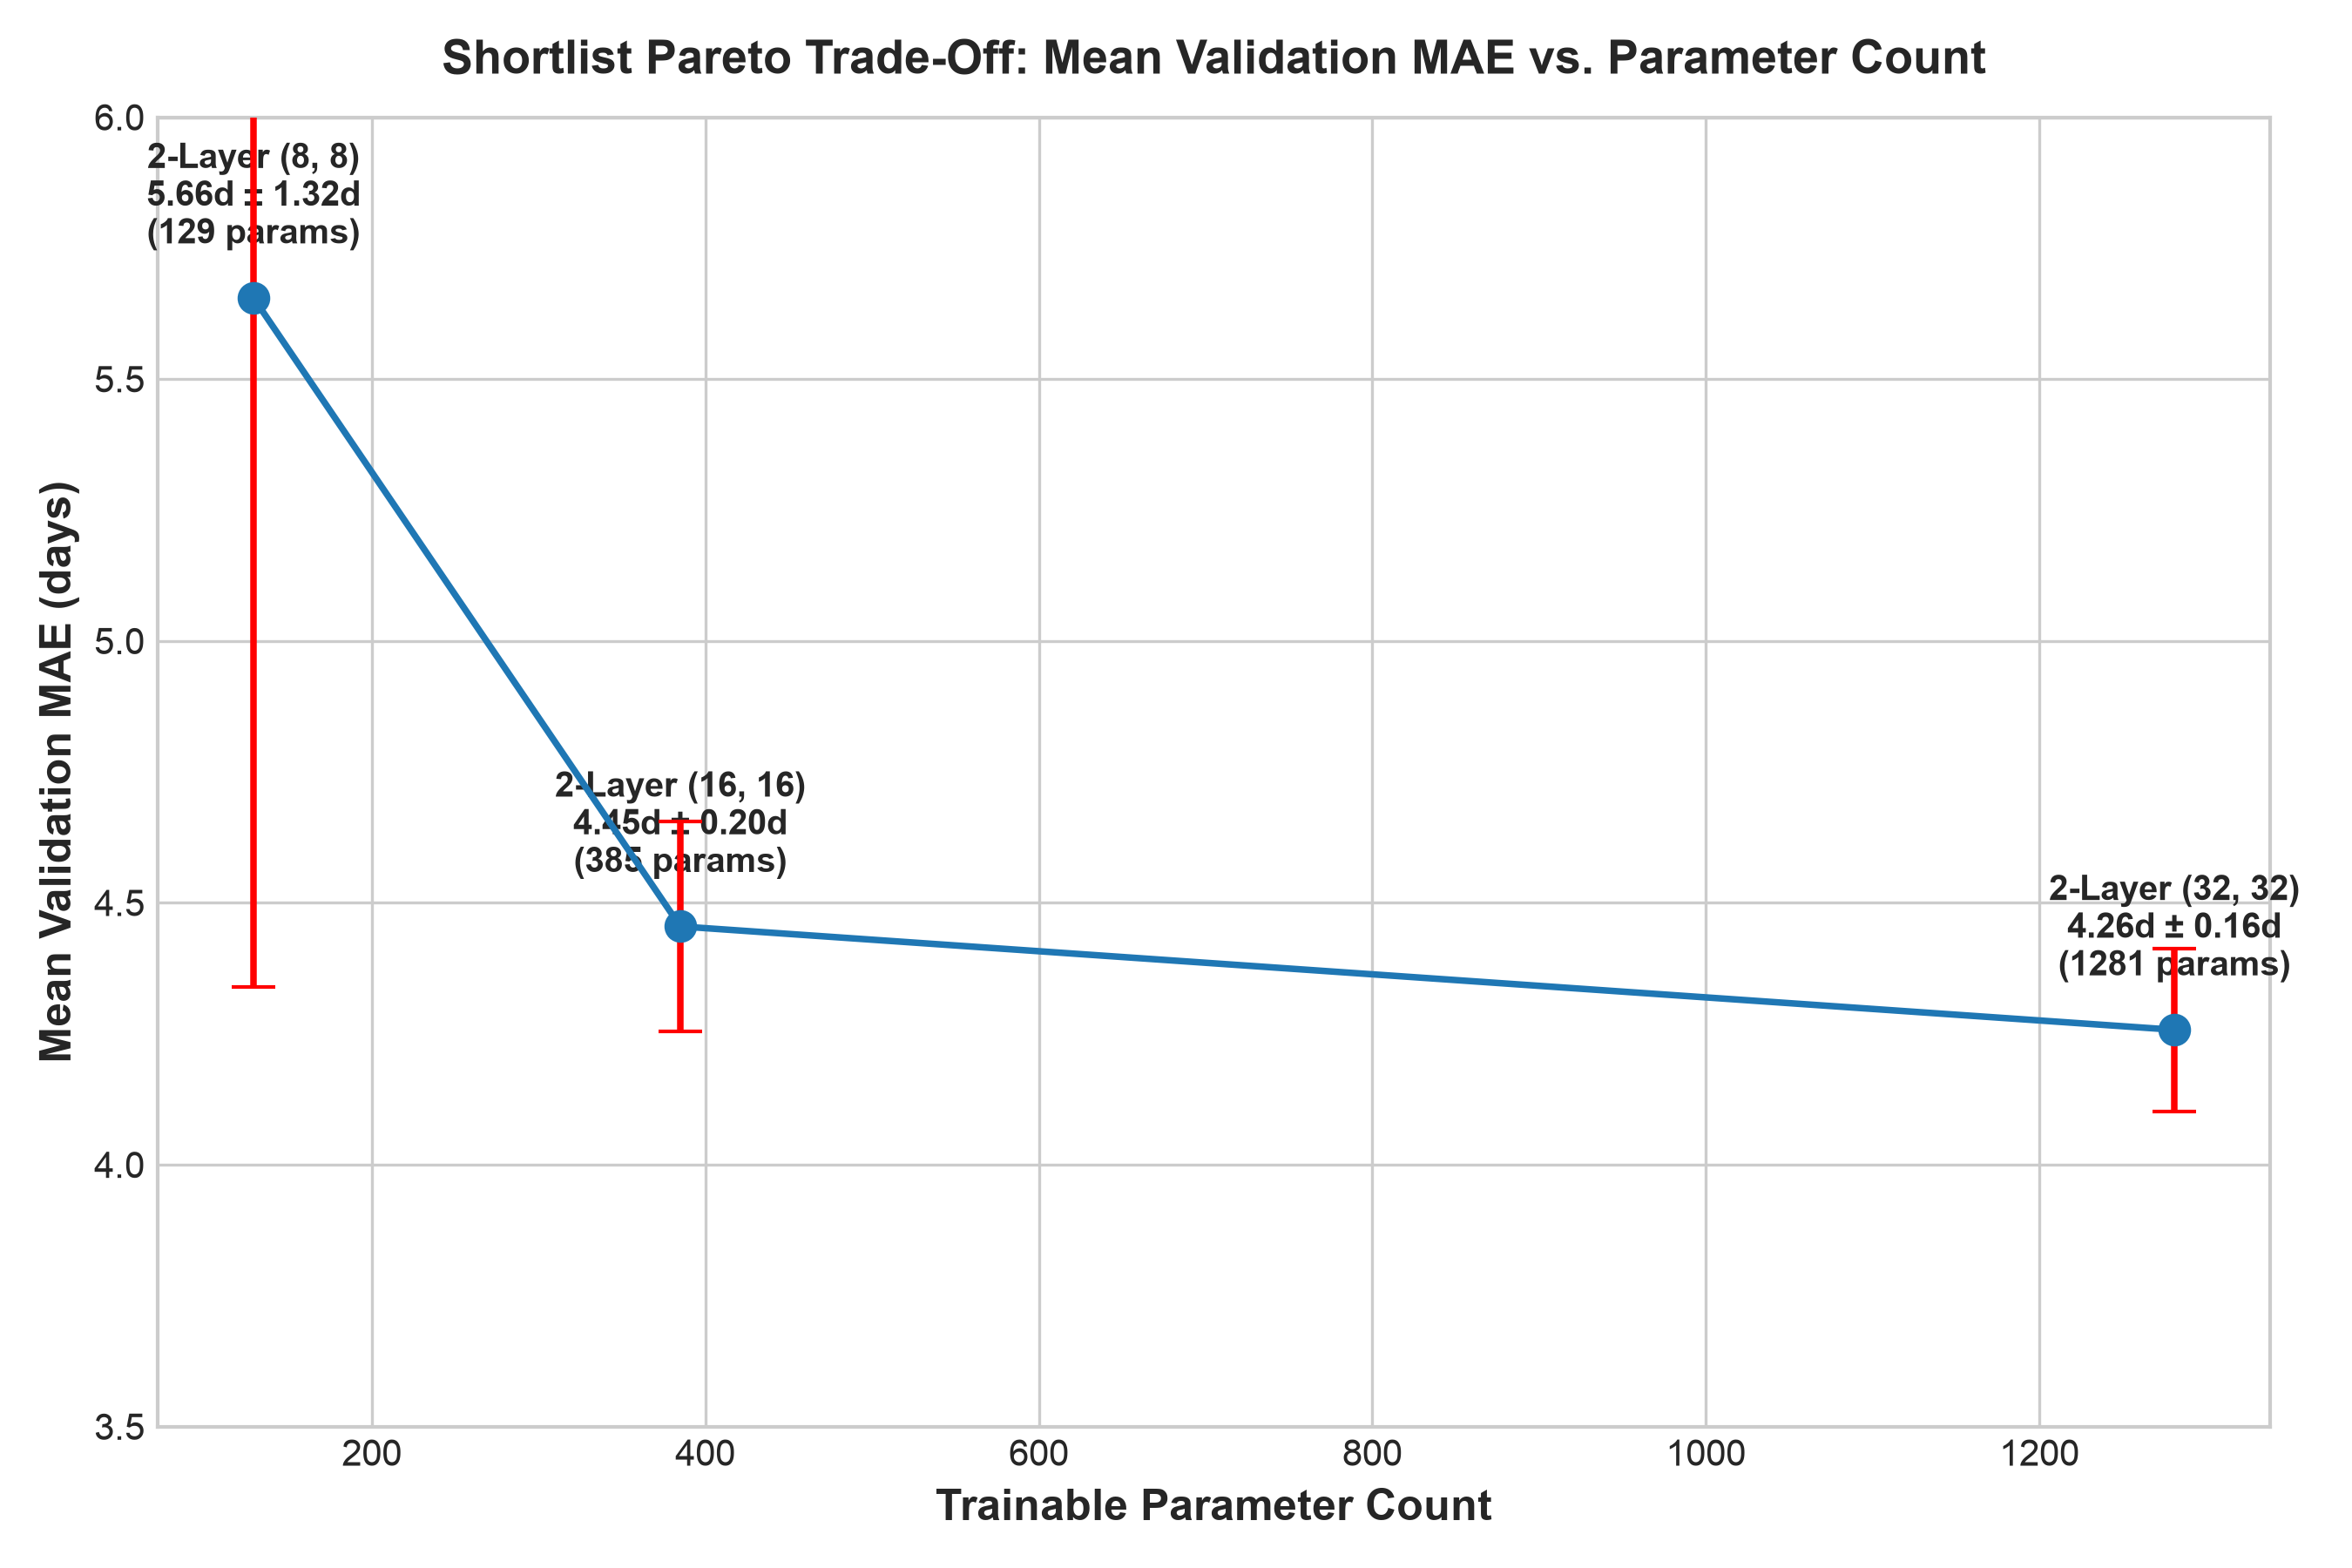 Shortlist Pareto Trade-Off: Mean Validation MAE vs. Parameter Count
6.0
2-Layer (8, 8)
5.66d ± 1.32d
(129 params)
5.5
5.0
2-Layer (16, 16)
4.45d ± 0.20d
(385 params)
4.5
2-Layer (32, 32)
4.26d ± 0.16d
(1281 params)
4.0
3.5
Mean Validation MAE (days)
200 400 600 800 1000 1200
Trainable Parameter Count